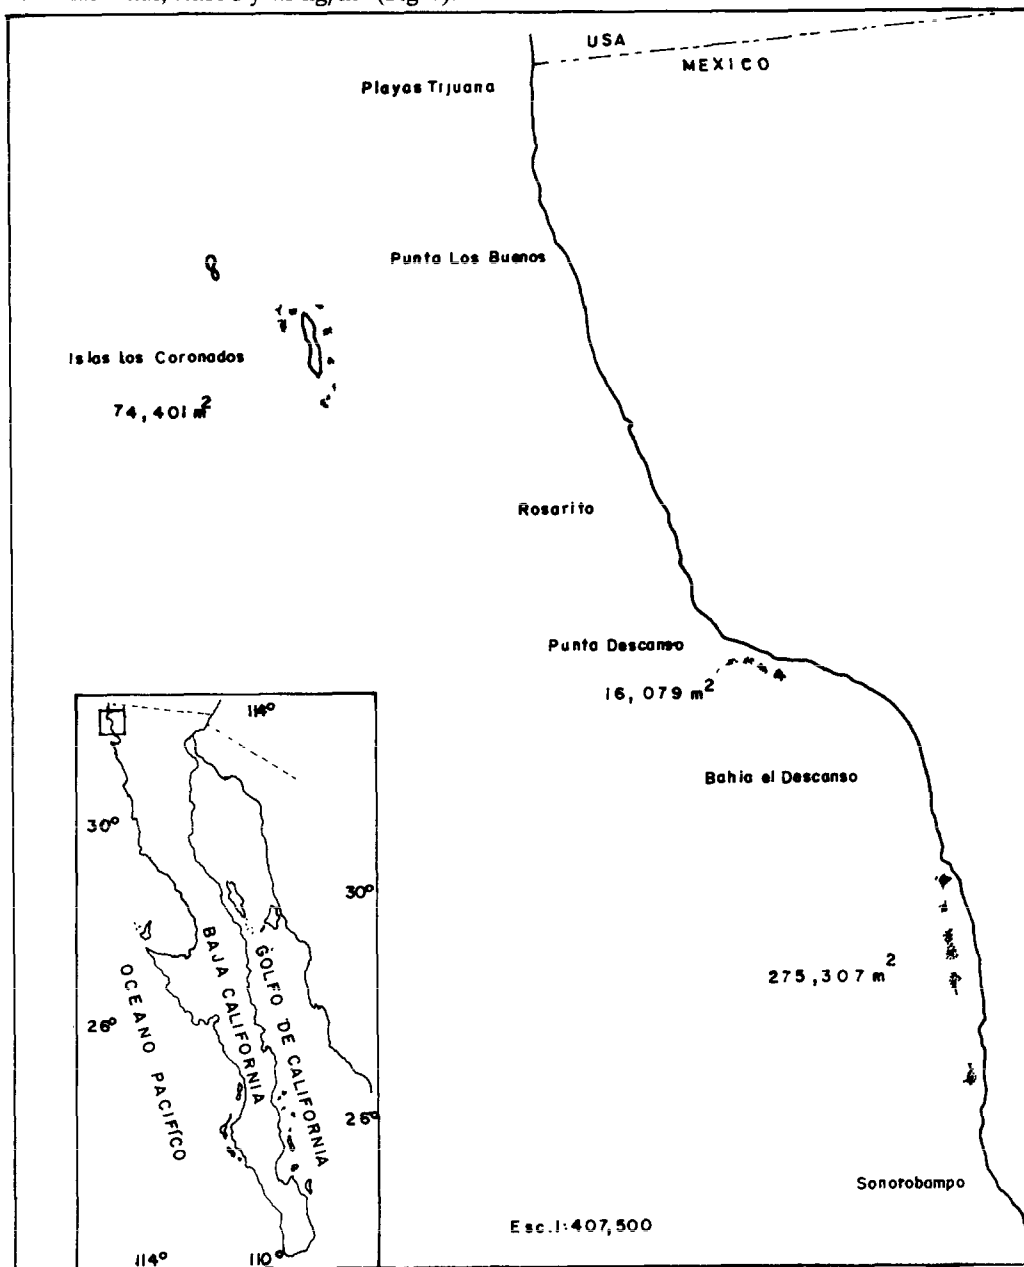 USA
MEXICO
Playas Tijuana
Punta Los Buenos
Islas Los Coronados
74,401 m²
Rosarito
Punta Descanso
16,079 m²
Bahia el Descanso
275,307 m²
Sonotobampo
Esc.1:407,500
114°
30°
30°
26°
26°
114°
110°
OCEANO PACIFICO
BAJA CALIFORNIA
GOLFO DE CALIFORNIA